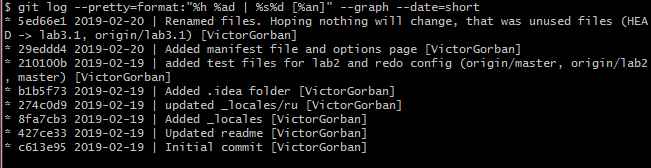 $ git log --pretty=format:"%h %ad | %s%d [%an]" --graph --date=short
* 5ed66e1 2019-02-20 | Renamed files. Hoping nothing will change, that was unused files (HEA
D -> lab3.1, origin/lab3.1) [VictorGorban]
* 29eddd4 2019-02-20 | Added manifest file and options page [VictorGorban]
* 210100b 2019-02-19 | added test files for lab2 and redo config (origin/master, origin/lab2
, master) [VictorGorban]
* b1b5f73 2019-02-19 | Added .idea folder [VictorGorban]
* 274c0d9 2019-02-19 | updated _locales/ru [VictorGorban]
* 8fa7cb3 2019-02-19 | Added _locales [VictorGorban]
* 427ce33 2019-02-19 | Updated readme [VictorGorban]
* c613e95 2019-02-19 | Initial commit [VictorGorban]